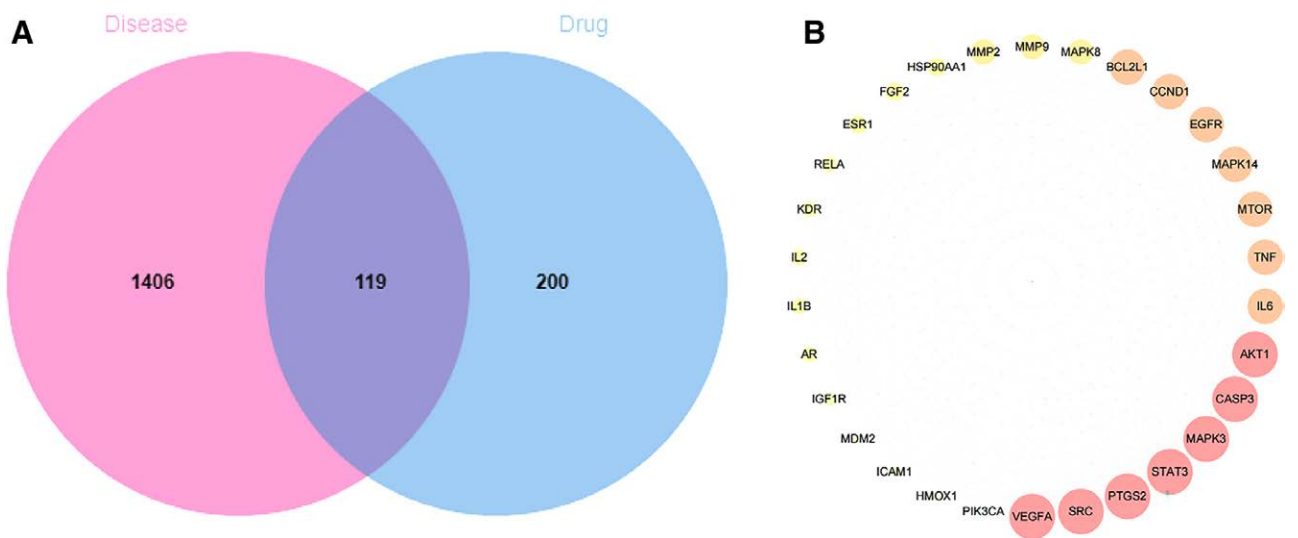 A
Disease
Drug
1406
119
200
B
MMP9
MAPK8
BCL2L1
CCND1
EGFR
MAPK14
MTOR
TNF
IL6
AKT1
CASP3
MAPK3
STAT3
PTGS2
SRC
VEGFA
PIK3CA
HMOX1
ICAM1
MDM2
IGF1R
AR
IL1B
IL2
KDR
RELA
ESR1
FGF2
HSP90AA1
MMP2